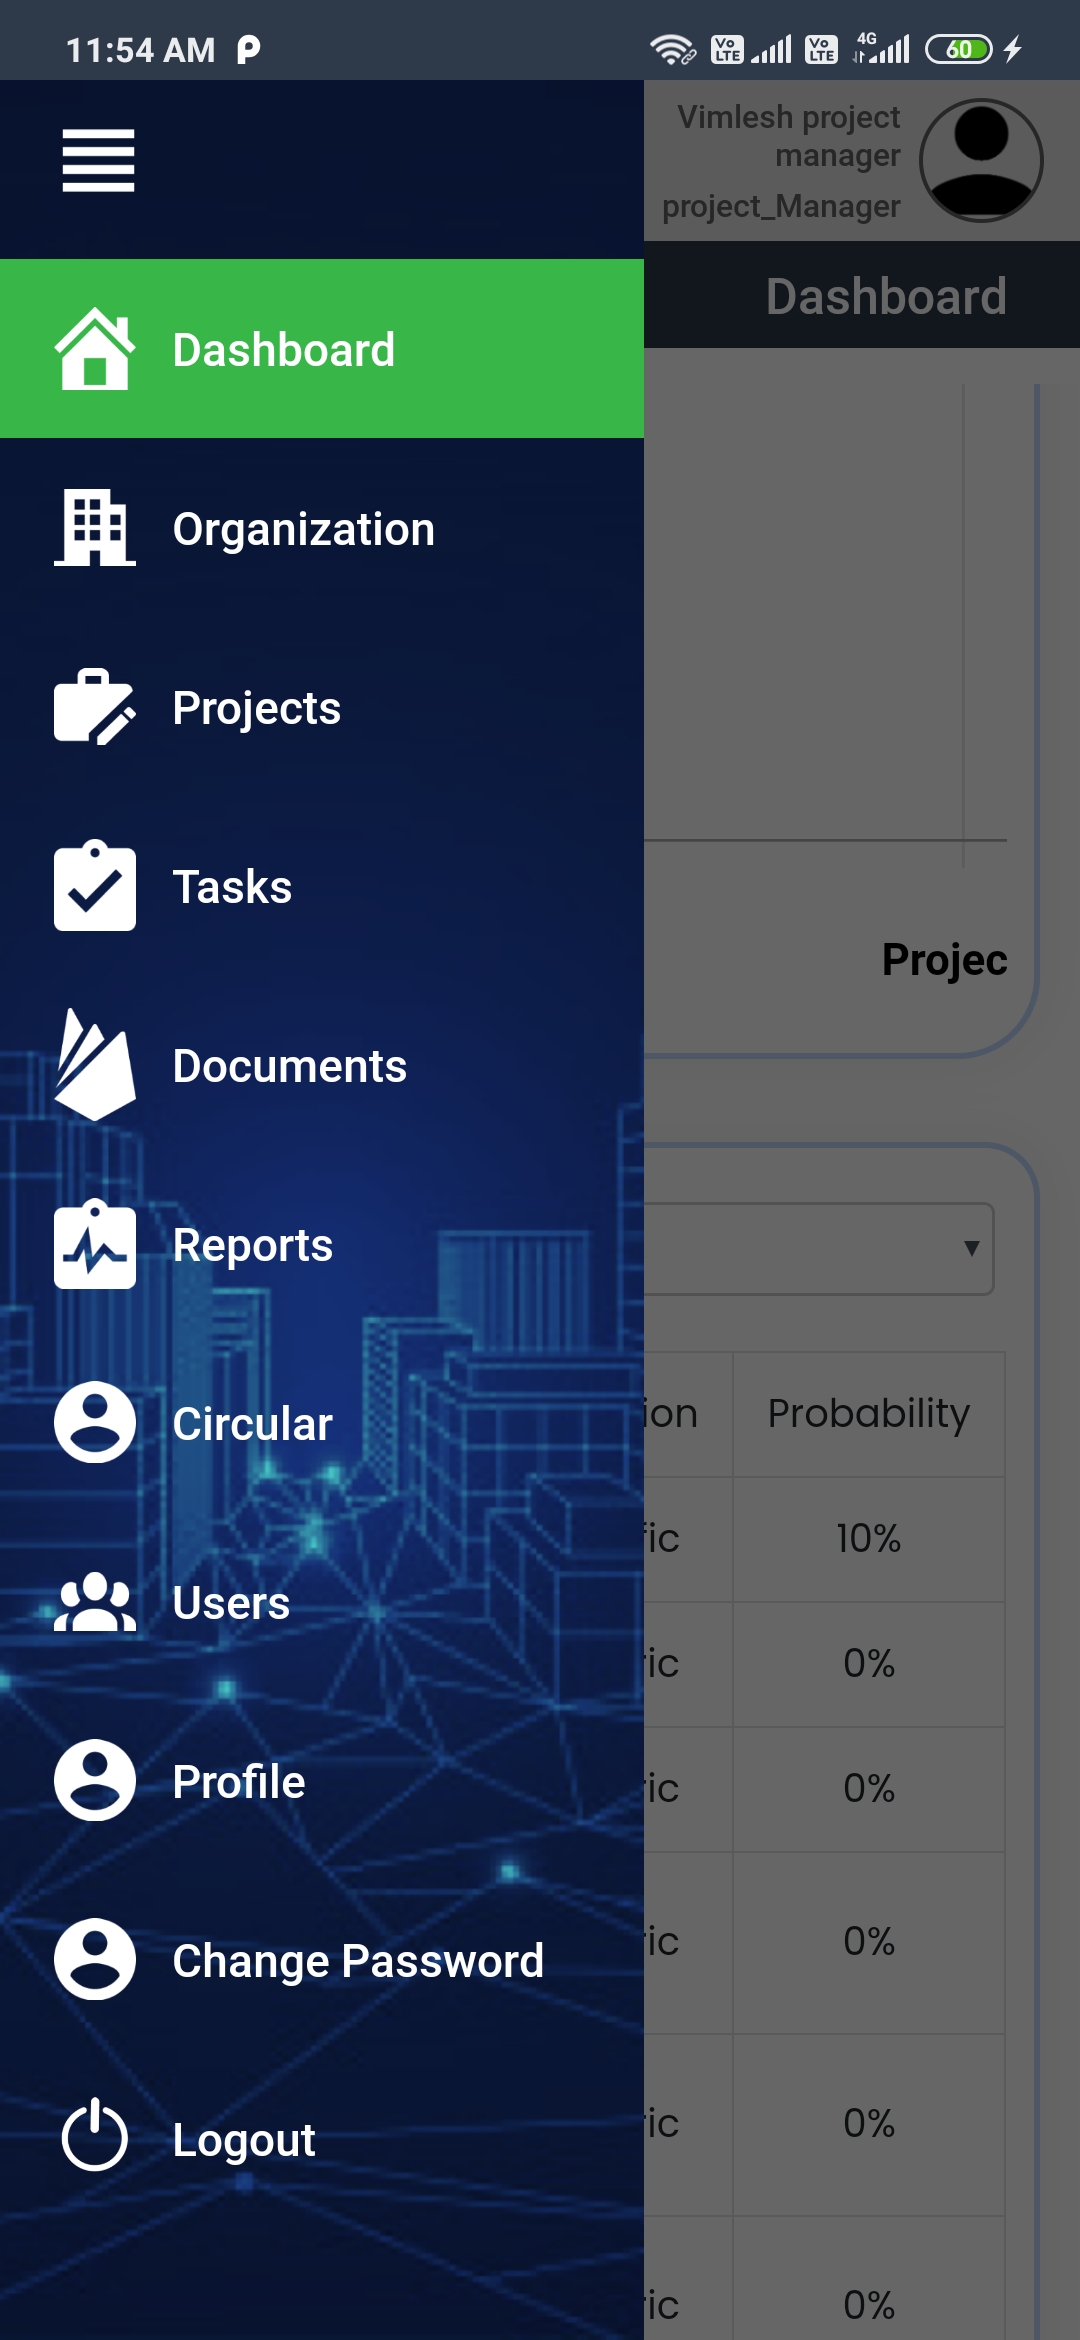 11:54 AM
Vo LTE
Vo LTE
4G
60
Vimlesh project
manager
project_Manager
Dashboard
Dashboard
Organization
Projects
Tasks
Projec
Documents
Reports
▼
Circular
ion Probability
ic 10%
Users
ic 0%
Profile
ic 0%
Change Password
ic 0%
Logout
ic 0%
ic 0%